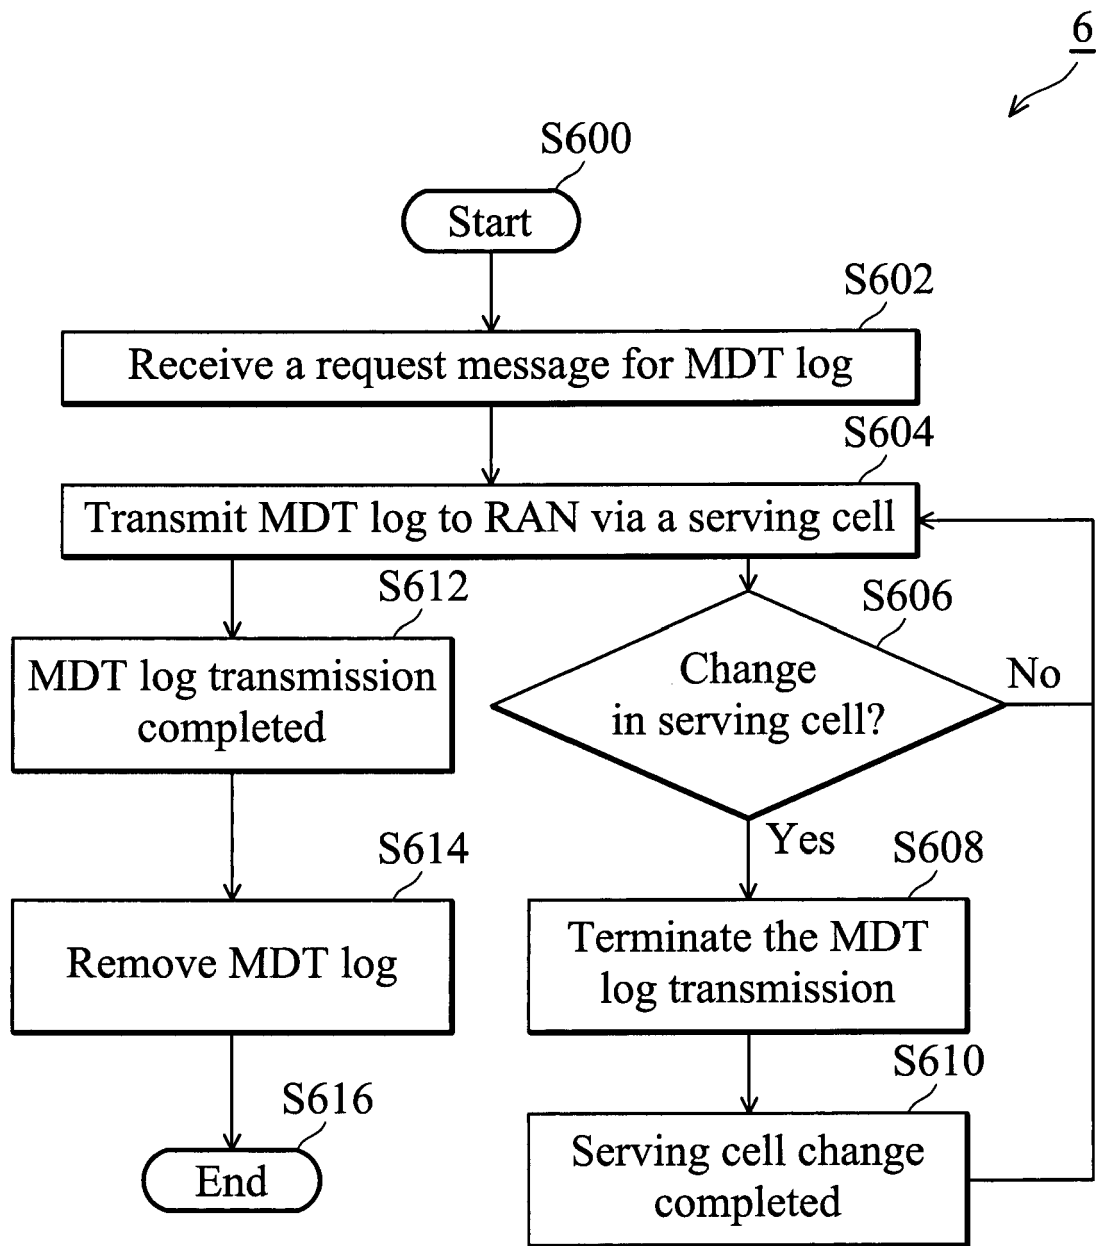 6
S600
Start
S602
Receive a request message for MDT log
S604
Transmit MDT log to RAN via a serving cell
S612
MDT log transmission
completed
S606
Change
in serving cell?
No
Yes
S614
Remove MDT log
S608
Terminate the MDT
log transmission
S616
End
S610
Serving cell change
completed